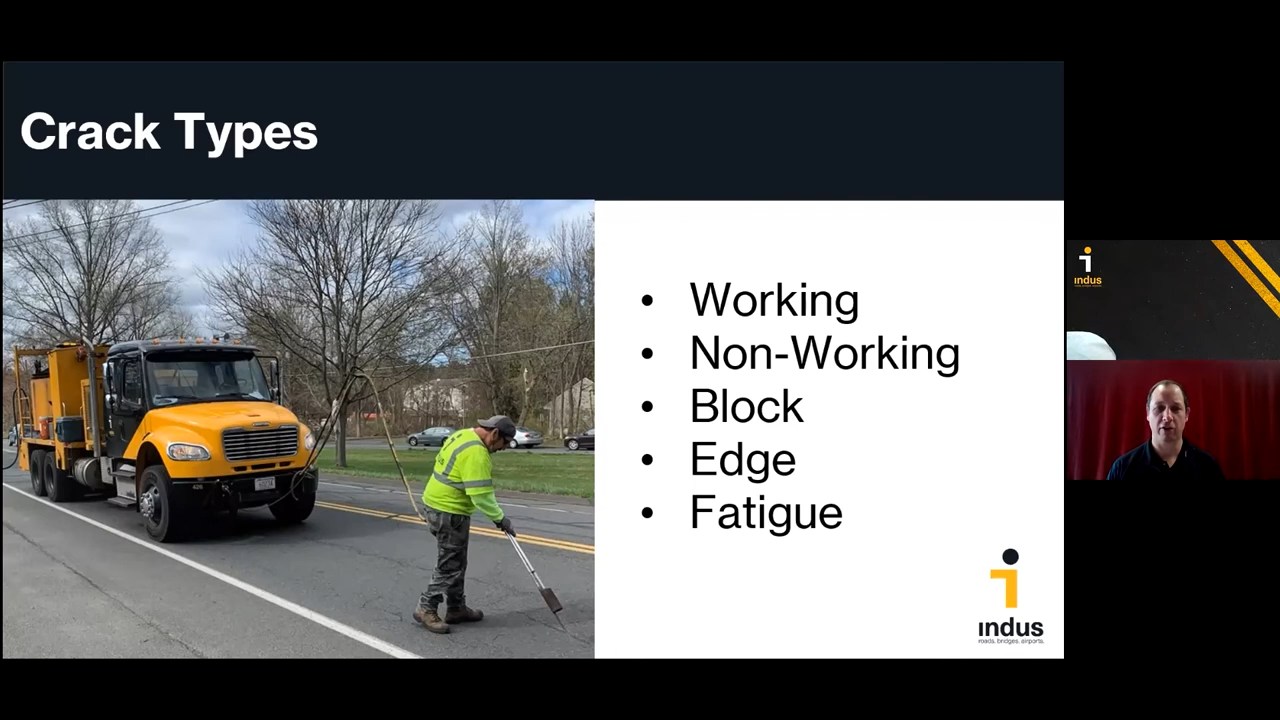 Crack Types
• Working
• Non-Working
• Block
• Edge
• Fatigue
indus
roads. bridges. airports.
indus